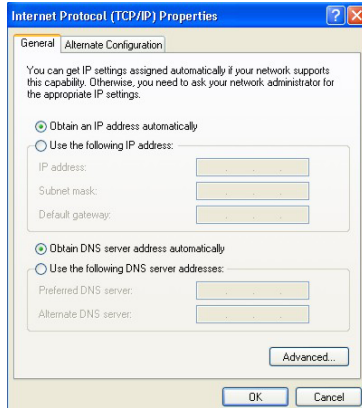 Internet Protocol (TCP/IP) Properties
General Alternate Configuration
You can get IP settings assigned automatically if your network supports
this capability. Otherwise, you need to ask your network administrator for
the appropriate IP settings.
Obtain an IP address automatically
Use the following IP address:
IP address:
Subnet mask:
Default gateway:
Obtain DNS server address automatically
Use the following DNS server addresses:
Preferred DNS server:
Alternate DNS server:
Advanced...
OK Cancel